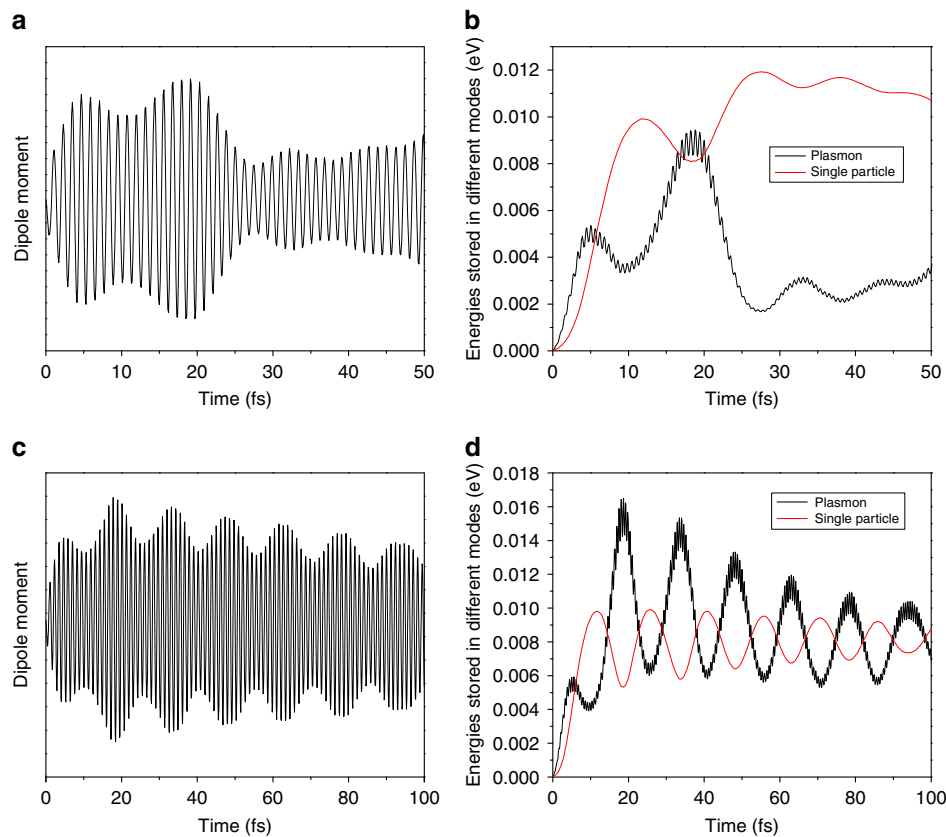 a
Dipole moment
0 10 20 30 40 50
Time (fs)
b
Energies stored in different modes (eV)
0.012
0.010
0.008
0.006
0.004
0.002
0.000
Plasmon
Single particle
0 10 20 30 40 50
Time (fs)
c
Dipole moment
0 20 40 60 80 100
Time (fs)
d
Energies stored in different modes (eV)
0.018
0.016
0.014
0.012
0.010
0.008
0.006
0.004
0.002
0.000
Plasmon
Single particle
0 20 40 60 80 100
Time (fs)